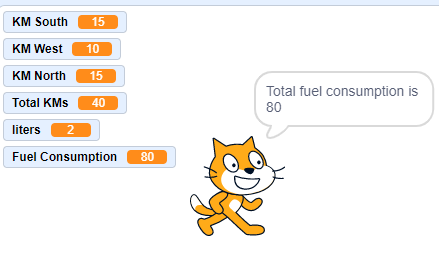 KM South 15
KM West 10
KM North 15
Total KMs 40
liters 2
Fuel Consumption 80
Total fuel consumption is
80